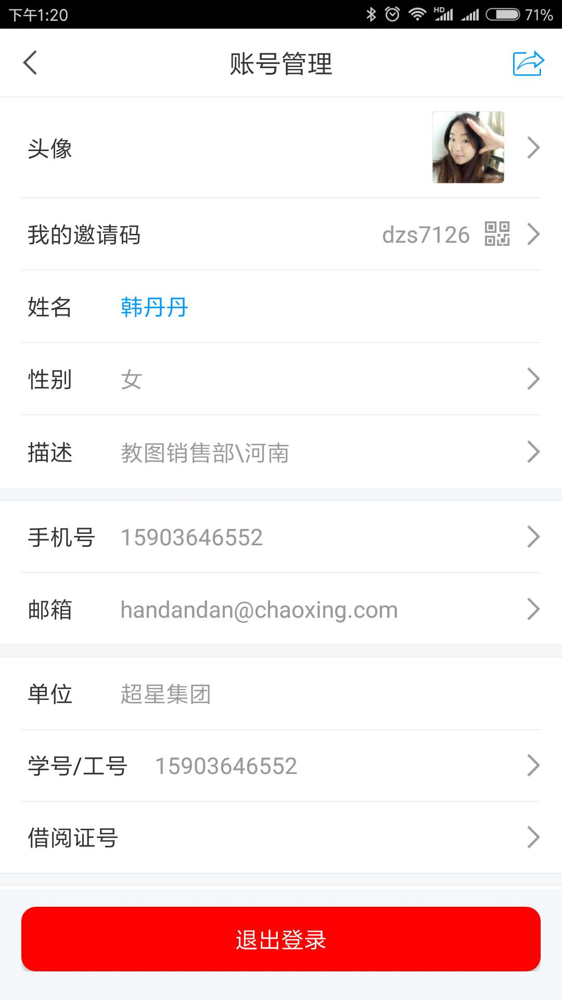 下午1:20 HD 71%
账号管理
头像
我的邀请码 dzs7126
姓名 韩丹丹
性别 女
描述 教图销售部\河南
手机号 15903646552
邮箱 handandan@chaoxing.com
单位 超星集团
学号/工号 15903646552
借阅证号
退出登录